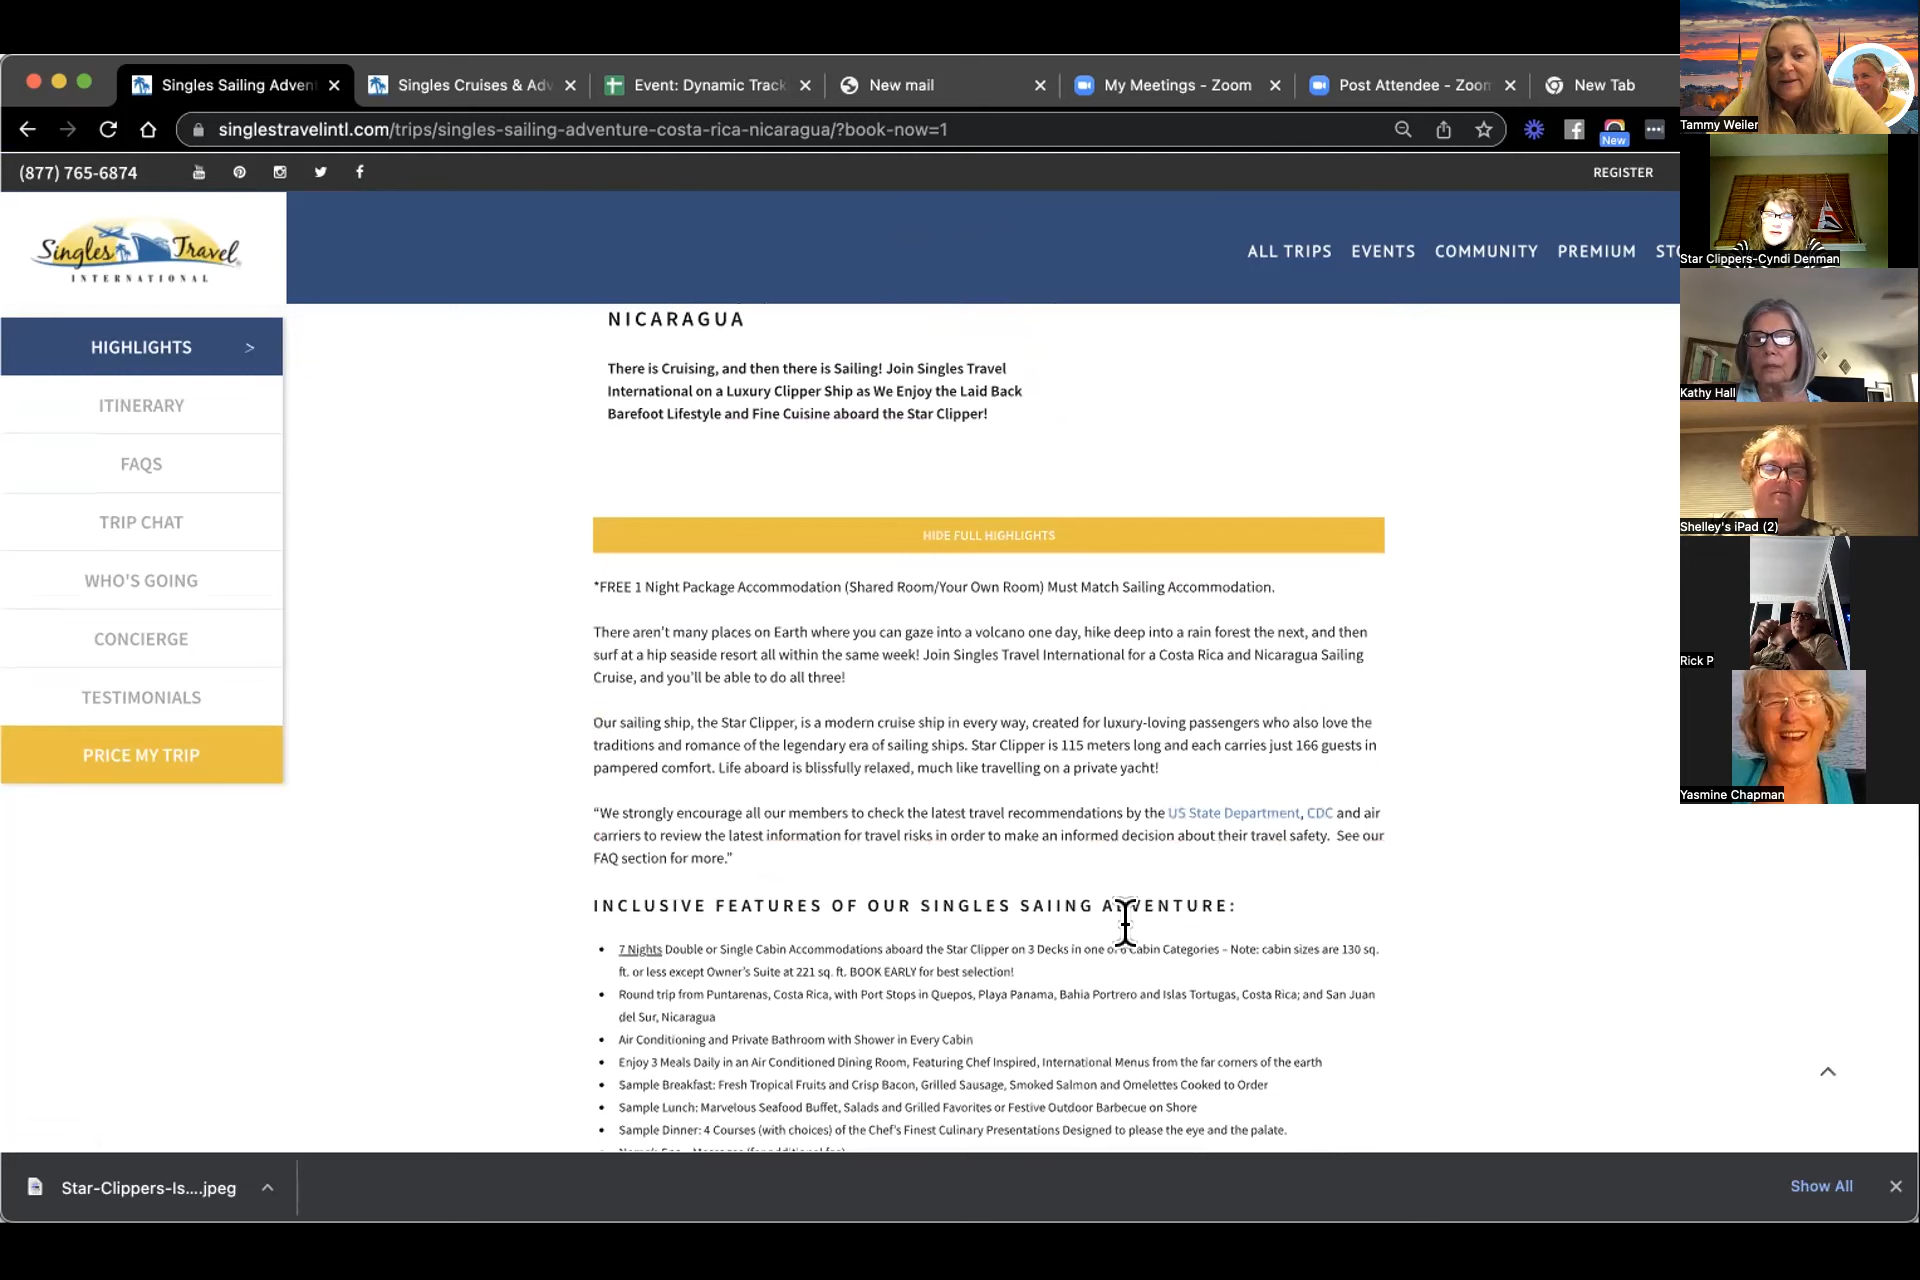 Singles Sailing Adven
Singles Cruises & Adv
Event: Dynamic Track
New mail
My Meetings - Zoom
Post Attendee - Zoom
New Tab
singlestravelintl.com/trips/singles-sailing-adventure-costa-rica-nicaragua/?book-now=1
New
(877) 765-6874
REGISTER
Singles Travel
INTERNATIONAL
ALL TRIPS
EVENTS
COMMUNITY
PREMIUM
STO
HIGHLIGHTS >
ITINERARY
FAQS
TRIP CHAT
WHO'S GOING
CONCIERGE
TESTIMONIALS
PRICE MY TRIP
NICARAGUA
There is Cruising, and then there is Sailing! Join Singles Travel
International on a Luxury Clipper Ship as We Enjoy the Laid Back
Barefoot Lifestyle and Fine Cuisine aboard the Star Clipper!
HIDE FULL HIGHLIGHTS
*FREE 1 Night Package Accommodation (Shared Room/Your Own Room) Must Match Sailing Accommodation.
There aren't many places on Earth where you can gaze into a volcano one day, hike deep into a rain forest the next, and then
surf at a hip seaside resort all within the same week! Join Singles Travel International for a Costa Rica and Nicaragua Sailing
Cruise, and you'll be able to do all three!
Our sailing ship, the Star Clipper, is a modern cruise ship in every way, created for luxury-loving passengers who also love the
traditions and romance of the legendary era of sailing ships. Star Clipper is 115 meters long and each carries just 166 guests in
pampered comfort. Life aboard is blissfully relaxed, much like travelling on a private yacht!
“We strongly encourage all our members to check the latest travel recommendations by the US State Department, CDC and air
carriers to review the latest information for travel risks in order to make an informed decision about their travel safety. See our
FAQ section for more.”
INCLUSIVE FEATURES OF OUR SINGLES SAIING ADVENTURE:
• 7 Nights Double or Single Cabin Accommodations aboard the Star Clipper on 3 Decks in one of 6 Cabin Categories – Note: cabin sizes are 130 sq.
ft. or less except Owner's Suite at 221 sq. ft. BOOK EARLY for best selection!
• Round trip from Puntarenas, Costa Rica, with Port Stops in Quepos, Playa Panama, Bahia Portrero and Islas Tortugas, Costa Rica; and San Juan
del Sur, Nicaragua
• Air Conditioning and Private Bathroom with Shower in Every Cabin
• Enjoy 3 Meals Daily in an Air Conditioned Dining Room, Featuring Chef Inspired, International Menus from the far corners of the earth
• Sample Breakfast: Fresh Tropical Fruits and Crisp Bacon, Grilled Sausage, Smoked Salmon and Omelettes Cooked to Order
• Sample Lunch: Marvelous Seafood Buffet, Salads and Grilled Favorites or Festive Outdoor Barbecue on Shore
• Sample Dinner: 4 Courses (with choices) of the Chef's Finest Culinary Presentations Designed to please the eye and the palate.
Star-Clippers-Is....jpeg
Show All
Tammy Weiler
Star Clippers-Cyndi Denman
Kathy Hall
Shelley's iPad (2)
Rick P
Yasmine Chapman